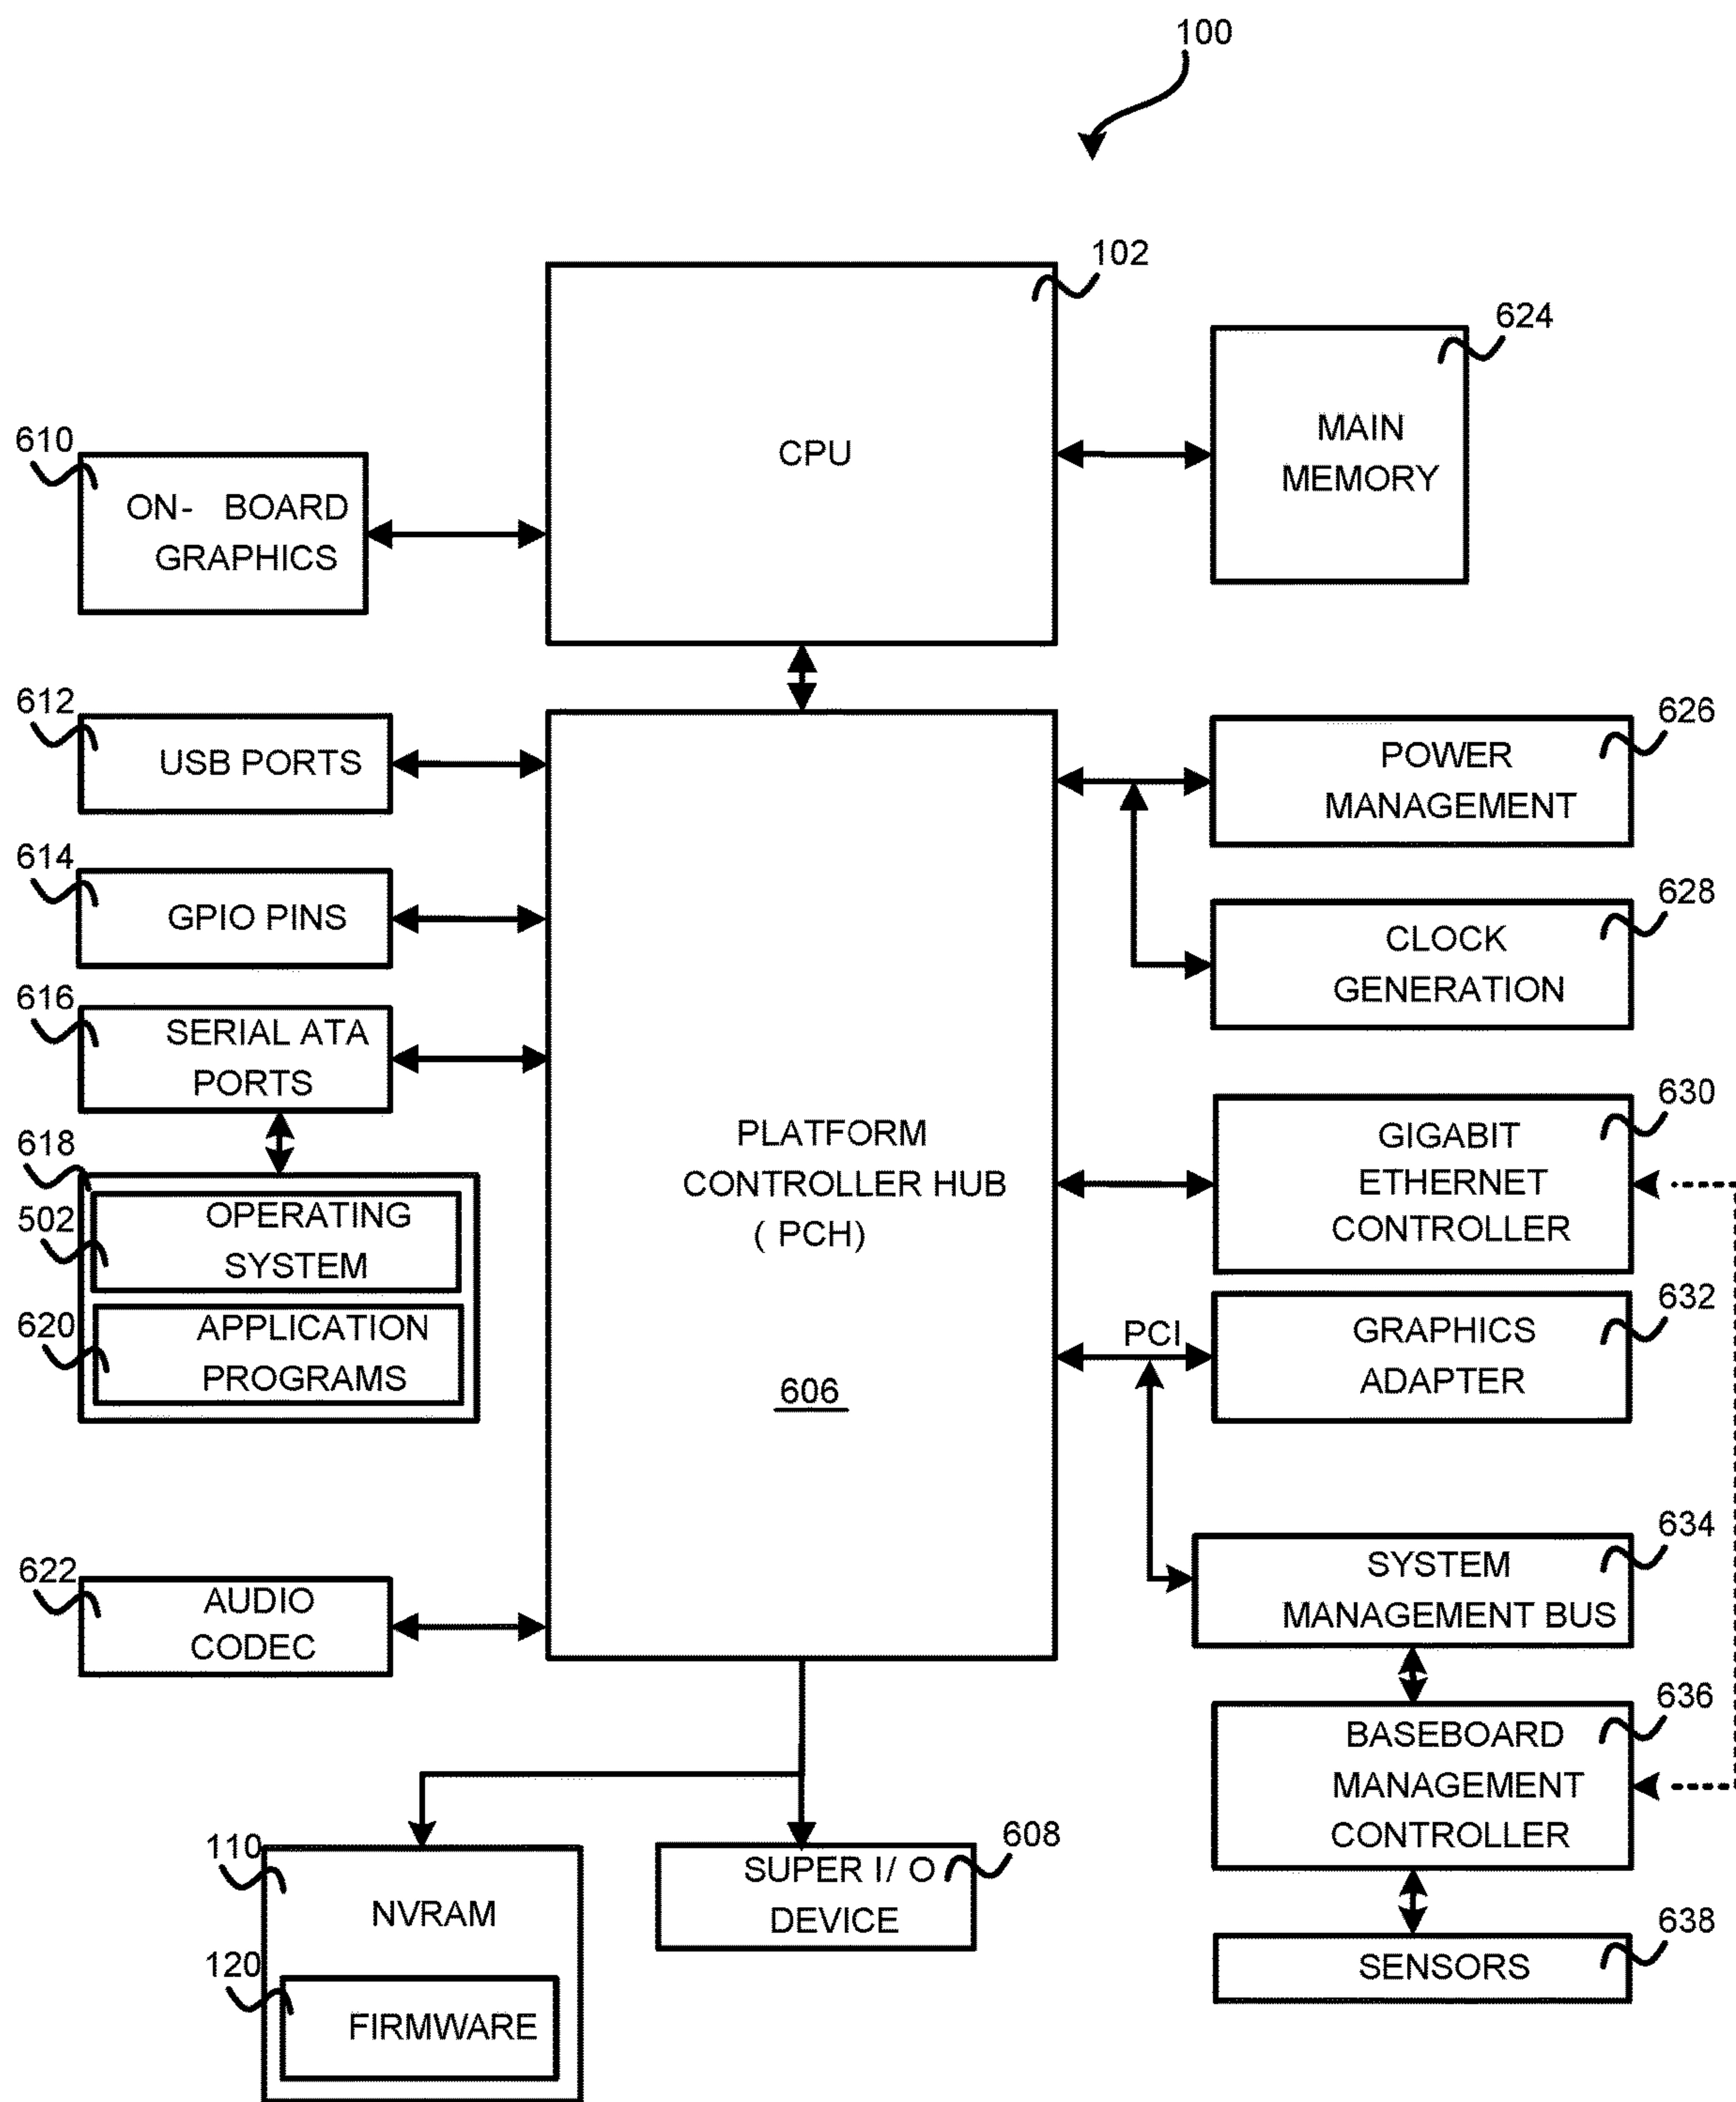 100
102
624
CPU
MAIN
MEMORY
610
ON- BOARD
GRAPHICS
612
USB PORTS
626
POWER
MANAGEMENT
614
GPIO PINS
628
CLOCK
GENERATION
616
SERIAL ATA
PORTS
PLATFORM
CONTROLLER HUB
( PCH)
606
630
GIGABIT
ETHERNET
CONTROLLER
618
502
OPERATING
SYSTEM
620
APPLICATION
PROGRAMS
PCI
632
GRAPHICS
ADAPTER
634
SYSTEM
MANAGEMENT BUS
622
AUDIO
CODEC
636
BASEBOARD
MANAGEMENT
CONTROLLER
110
NVRAM
608
SUPER I/ O
DEVICE
120
FIRMWARE
638
SENSORS